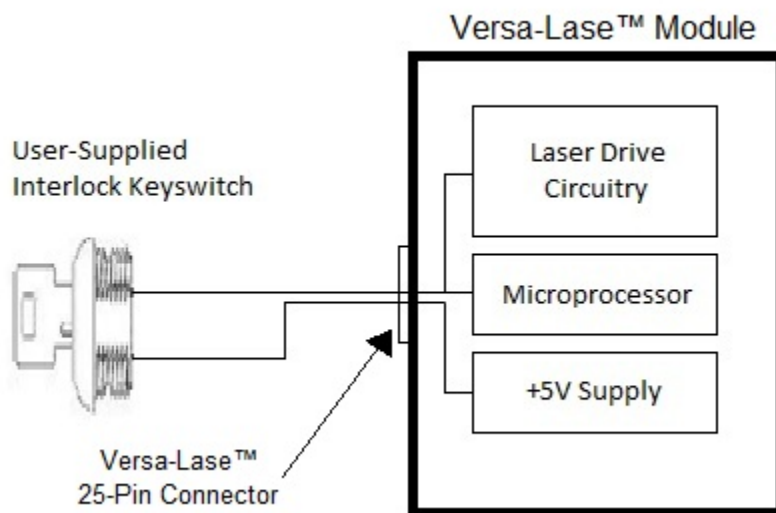 Versa-Lase™ Module
User-Supplied
Interlock Keyswitch
Laser Drive
Circuitry
Microprocessor
+5V Supply
Versa-Lase™
25-Pin Connector